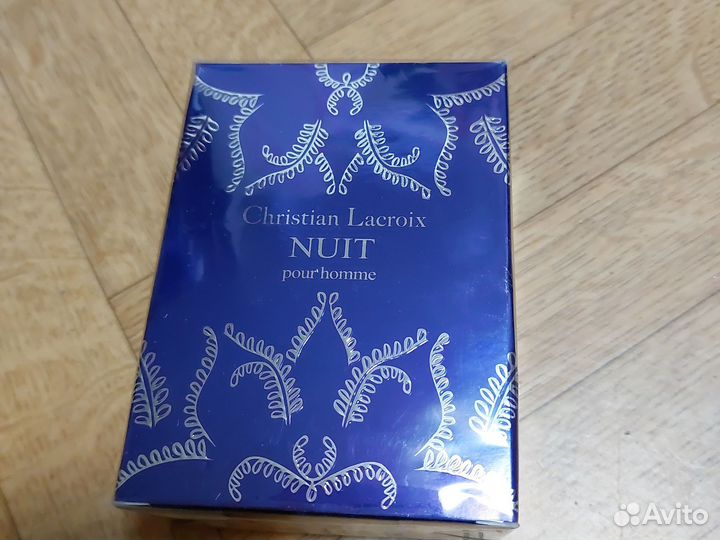 Christian Lacroix
NUIT
pour homme
Avito